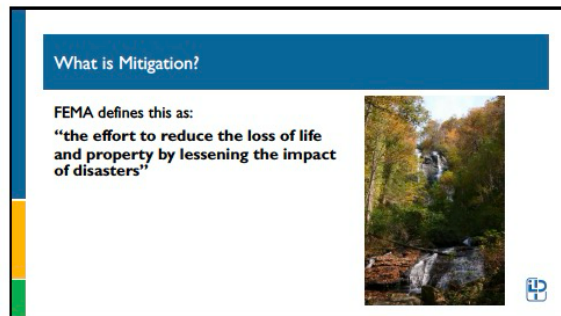 What is Mitigation?
FEMA defines this as:
“the effort to reduce the loss of life
and property by lessening the impact
of disasters”